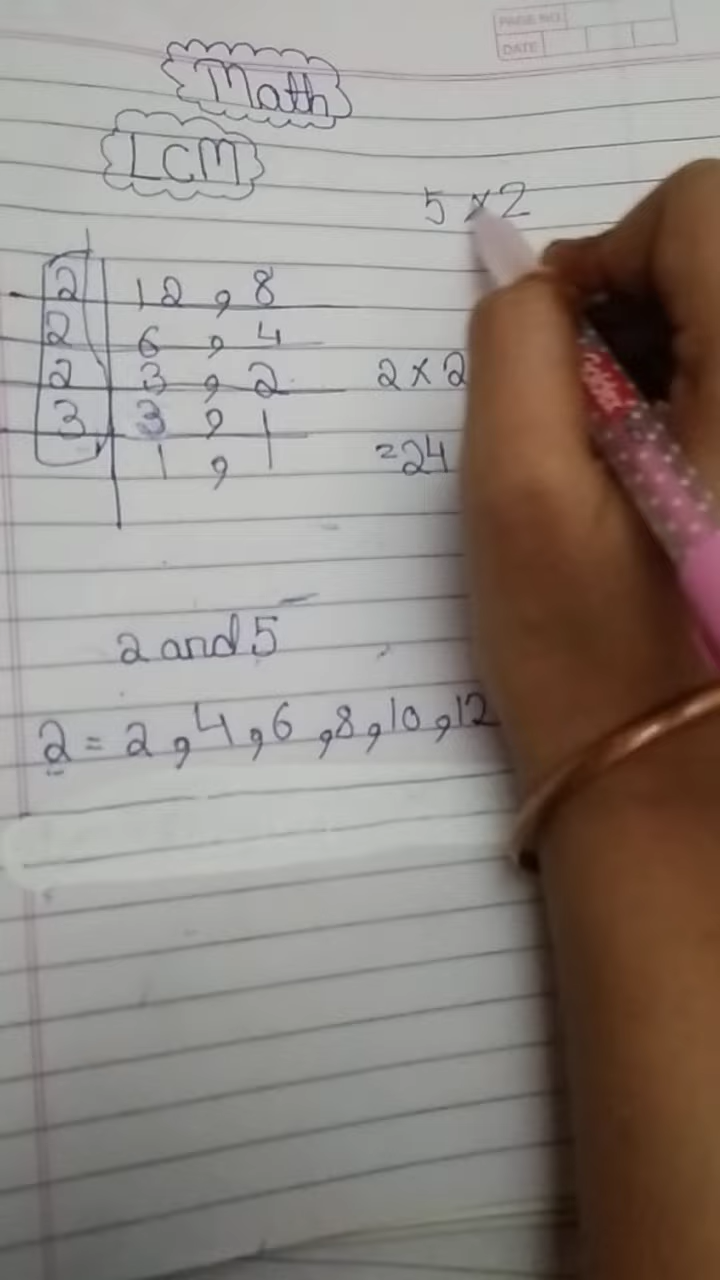 PAGE NO.
DATE
Math
LCM
5 × 2
2 | 12 , 8
2 | 6 , 4
2 | 3 , 2
2 × 2
3 | 3 , 1
1 , 1
= 24
2 and 5
2 = 2 , 4 , 6 , 8 , 10 , 12